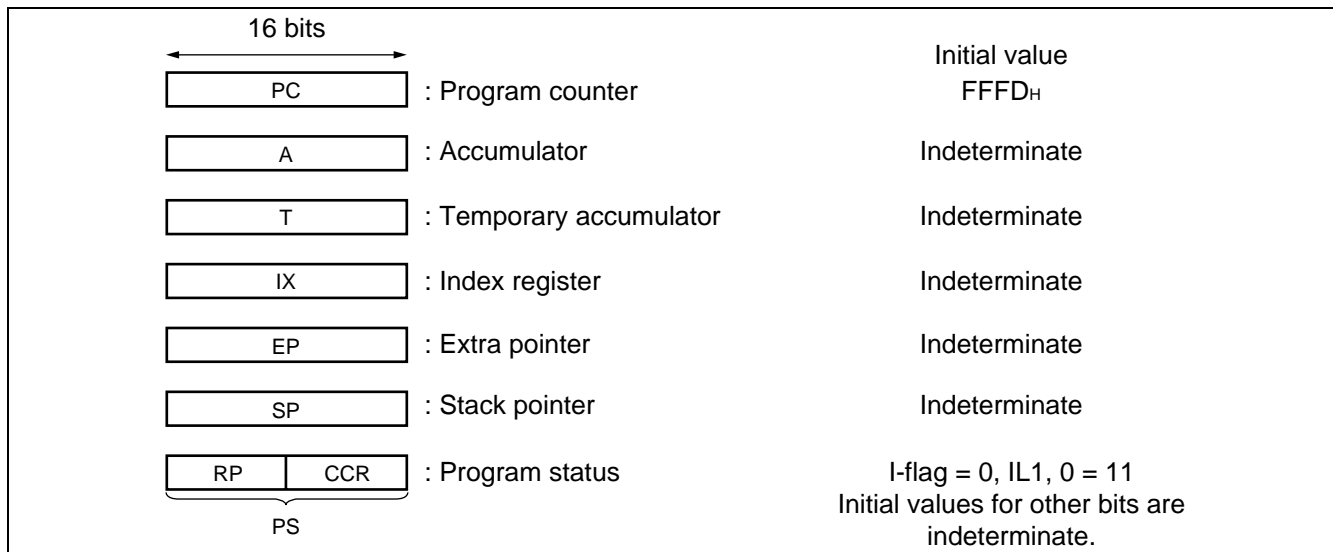 16 bits
Initial value
PC : Program counter FFFDH
A : Accumulator Indeterminate
T : Temporary accumulator Indeterminate
IX : Index register Indeterminate
EP : Extra pointer Indeterminate
SP : Stack pointer Indeterminate
RP CCR : Program status I-flag = 0, IL1, 0 = 11
Initial values for other bits are
PS
indeterminate.